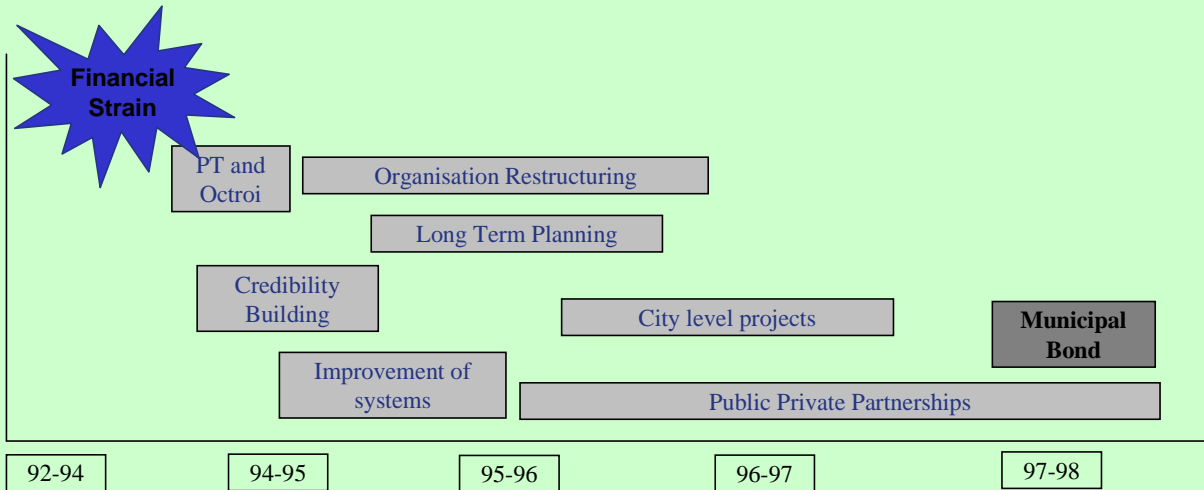 Financial
Strain
PT and
Octroi
Organisation Restructuring
Long Term Planning
Credibility
Building
City level projects
Municipal
Bond
Improvement of
systems
Public Private Partnerships
92-94
94-95
95-96
96-97
97-98